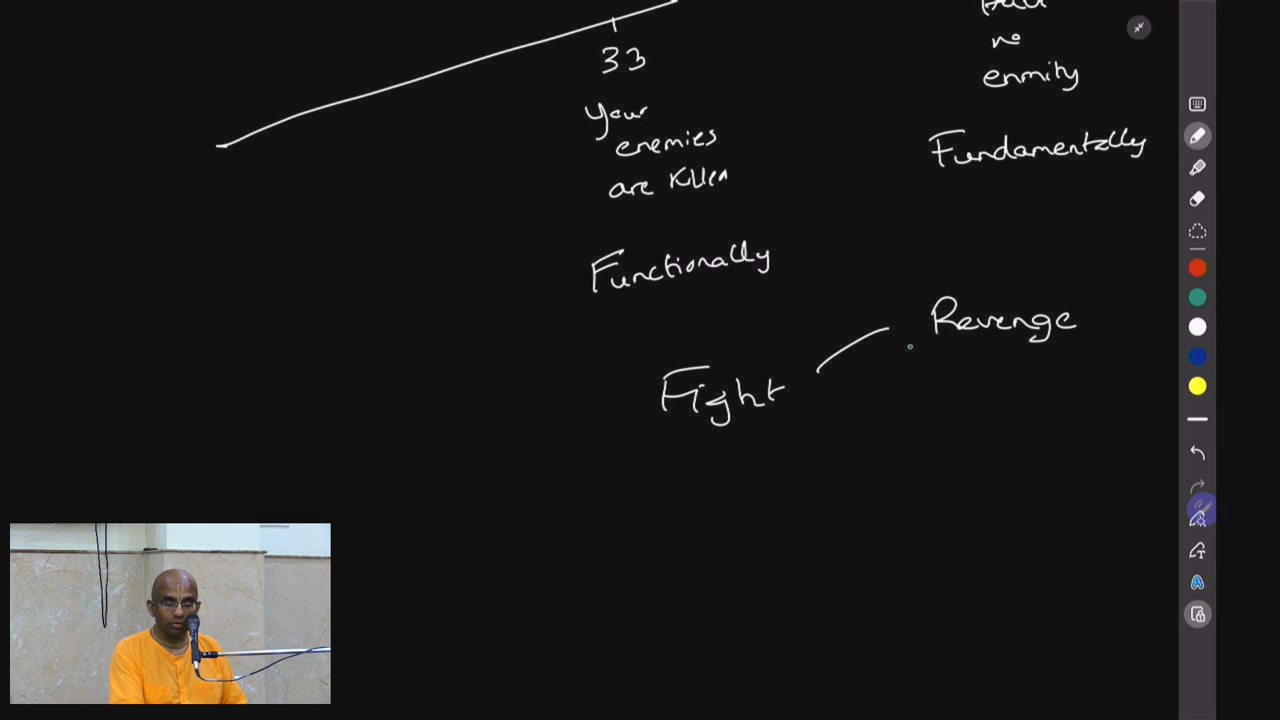 33
Your
enemies
are Killed
Functionally
no
enmity
Fundamentally
Revenge
Fight